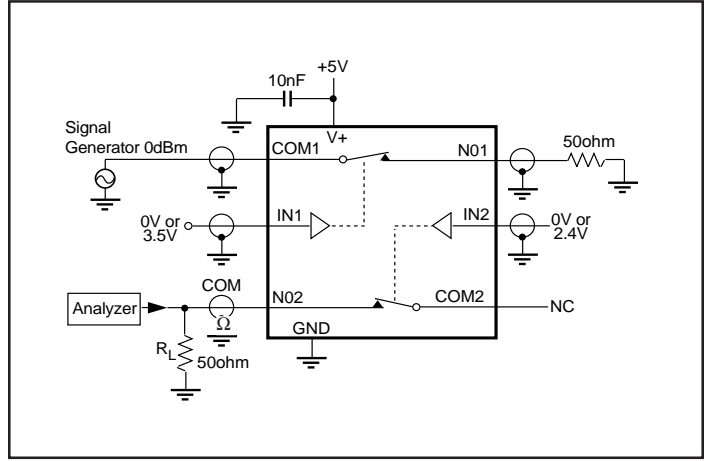 +5V
10nF
V+
Signal
Generator 0dBm
COM1
N01
50ohm
0V or
3.5V
IN1
IN2
0V or
2.4V
COM
N02
COM2
NC
Analyzer
Ω
GND
RL
50ohm